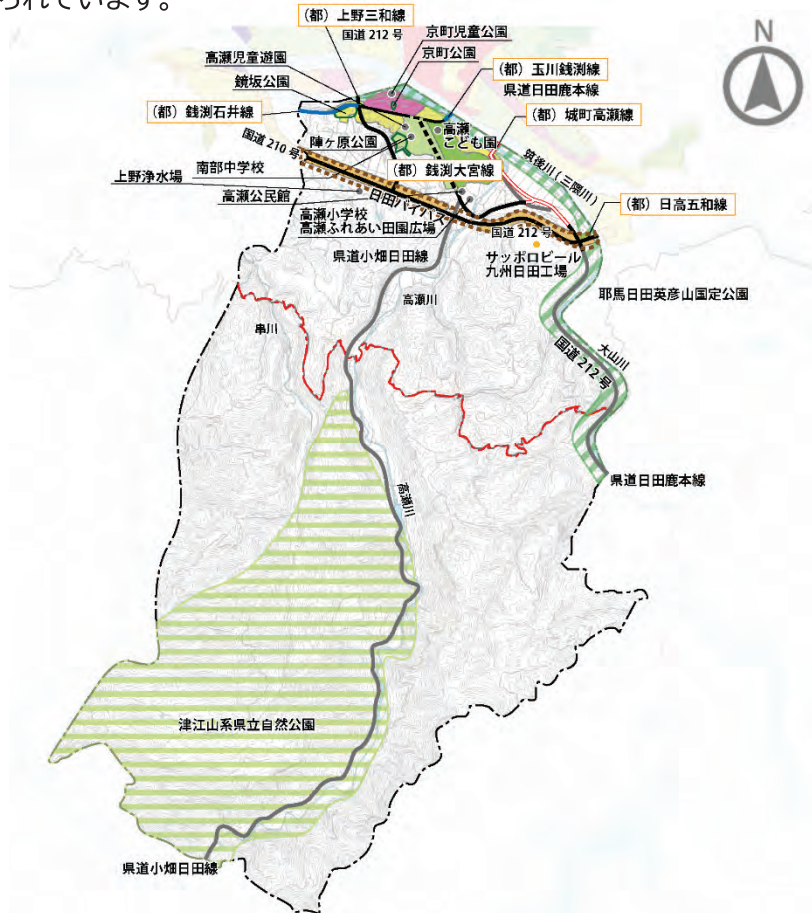 られています。
（都）上野三和線
国道 212 号
京町児童公園
京町公園
高瀬児童遊園
鏡坂公園
（都）玉川銭渕線
県道日田鹿本線
（都）銭渕石井線
（都）城町高瀬線
N
高瀬
こども園
陣ヶ原公園
国道 210 号
南部中学校
（都）銭渕大宮線
筑後川（三隈川）
上野浄水場
高瀬公民館
日田バイパス
（都）日高五和線
高瀬小学校
高瀬ふれあい田園広場
国道 212 号
県道小畑日田線
サッポロビール
九州日田工場
高瀬川
耶馬日田英彦山国定公園
串川
大山川
国道 212 号
県道日田鹿本線
高瀬川
津江山系県立自然公園
県道小畑日田線